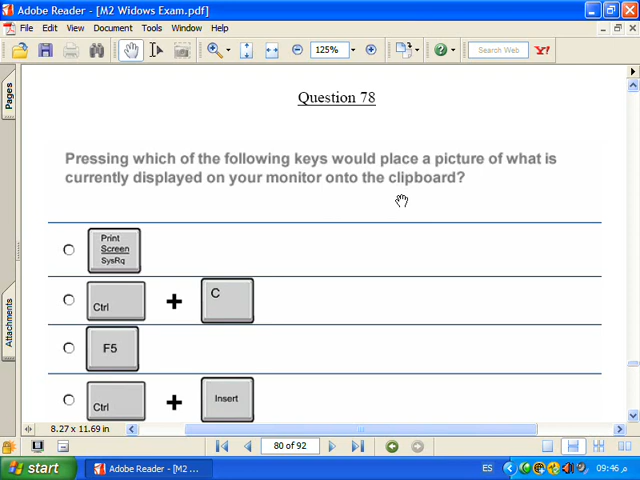 Adobe Reader - [M2 Widows Exam.pdf]
File Edit View Document Tools Window Help
125% Search Web Y!
Pages
Question 78
Pressing which of the following keys would place a picture of what is
currently displayed on your monitor onto the clipboard?
Print
Screen
SysRq
Ctrl + C
F5
Ctrl + Insert
Attachments
8.27 x 11.69 in
80 of 92
start Adobe Reader - [M2 ... ES 09:46 م